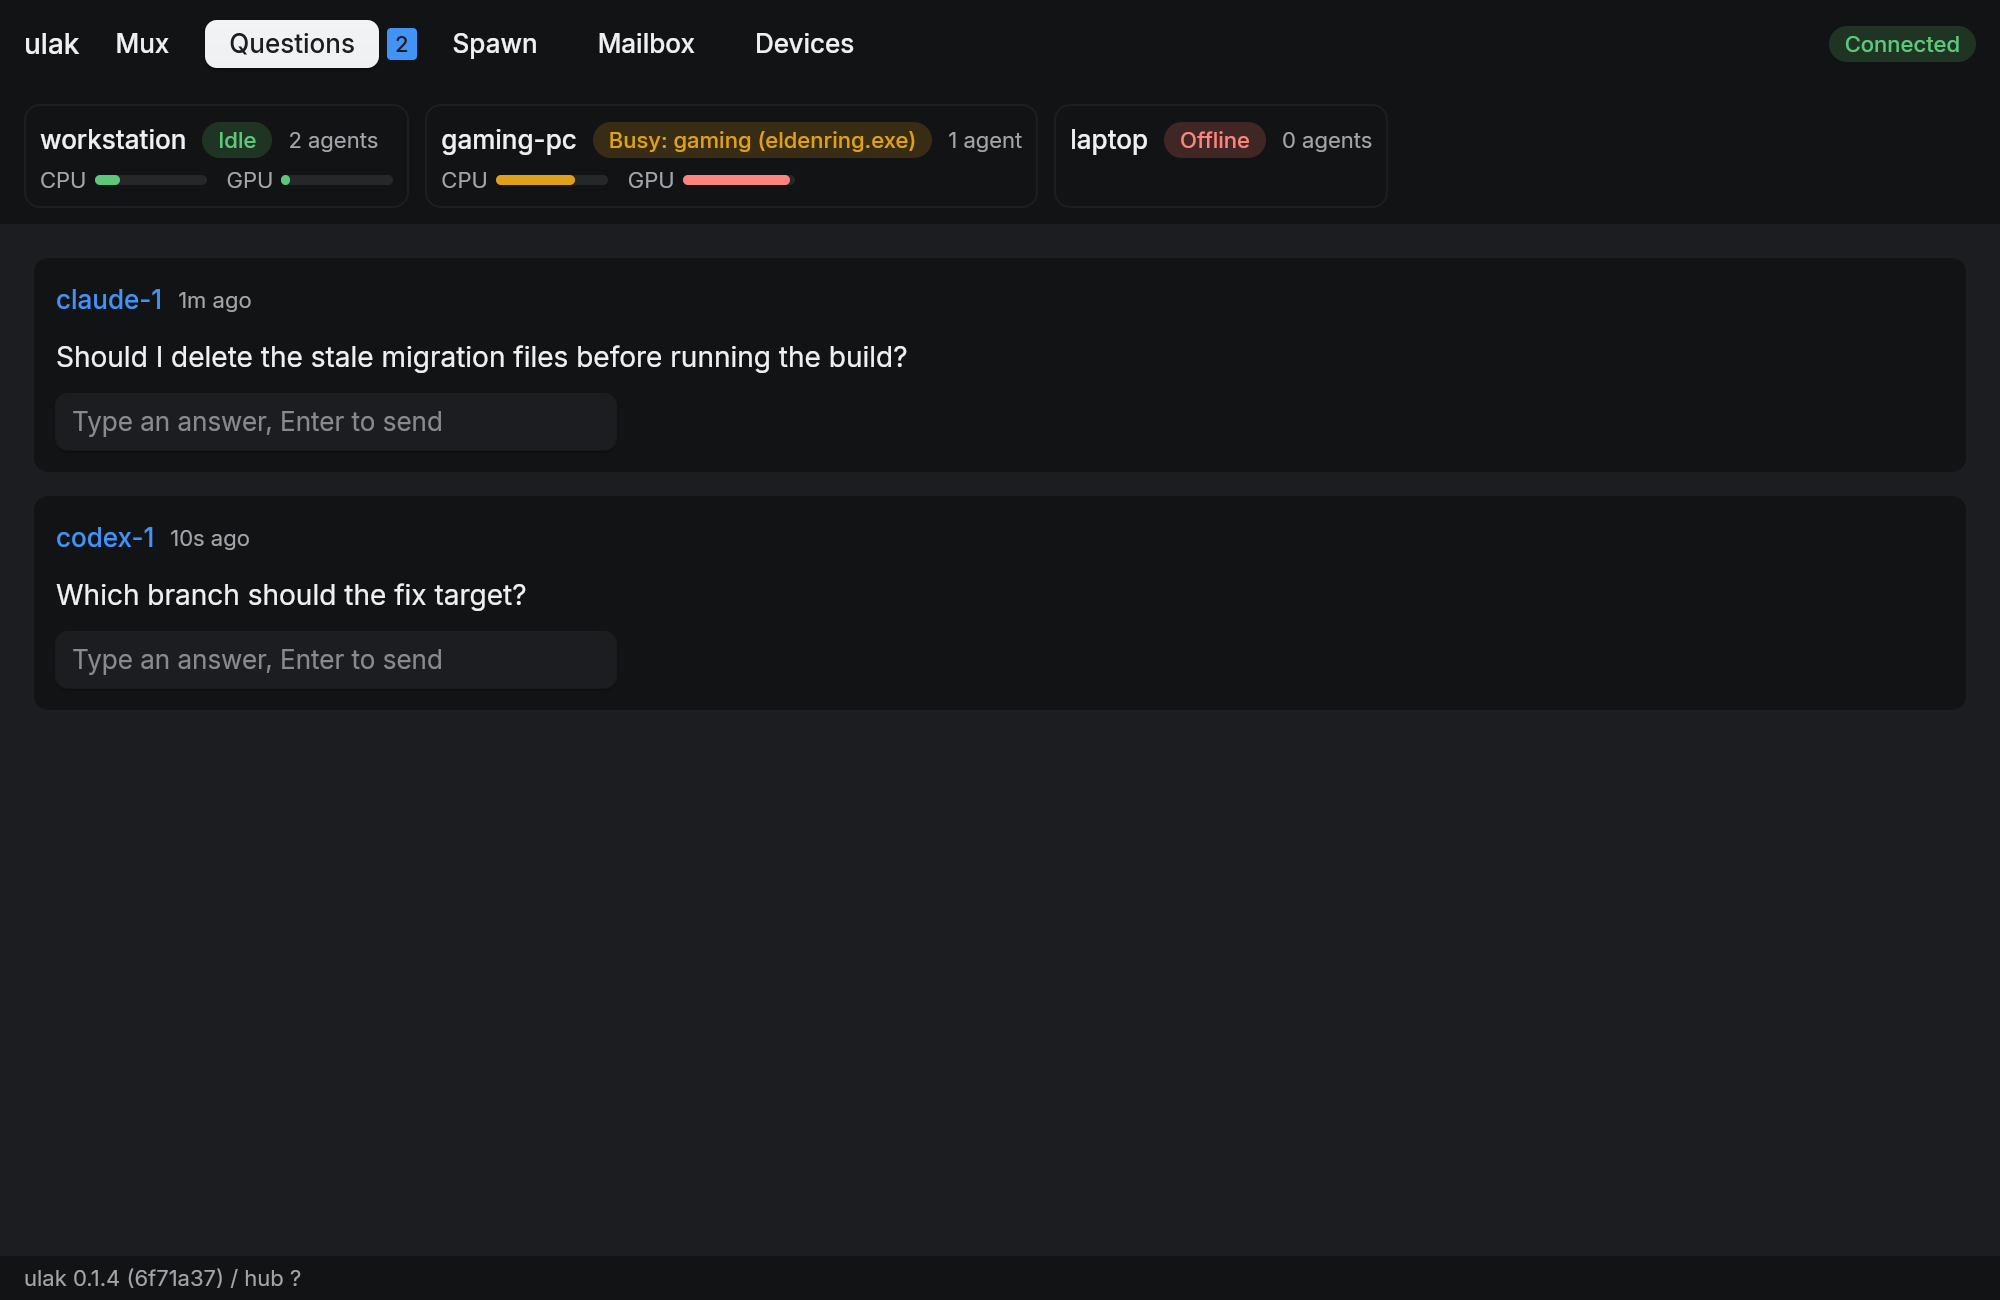 ulak Mux Questions 2 Spawn Mailbox Devices Connected
workstation Idle 2 agents gaming-pc Busy: gaming (eldenring.exe) 1 agent laptop Offline 0 agents
CPU GPU CPU GPU
claude-1 1m ago
Should I delete the stale migration files before running the build?
Type an answer, Enter to send
codex-1 10s ago
Which branch should the fix target?
Type an answer, Enter to send
ulak 0.1.4 (6f71a37) / hub ?